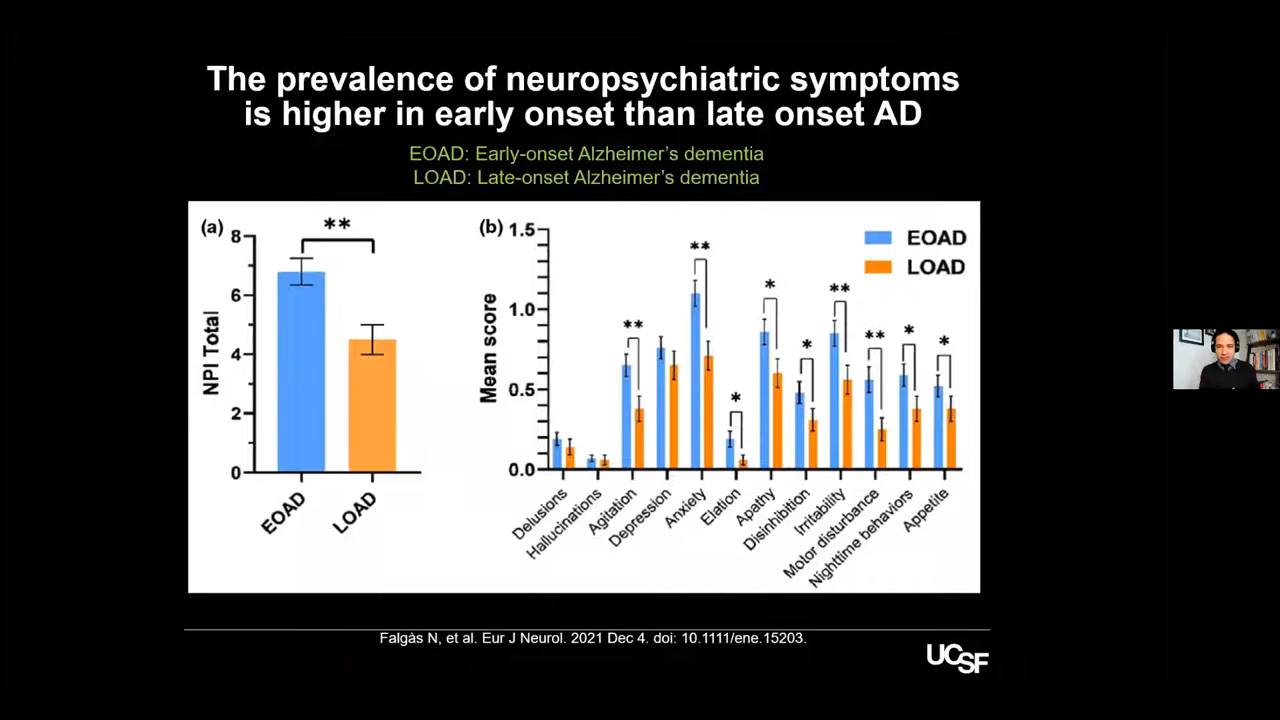 The prevalence of neuropsychiatric symptoms
is higher in early onset than late onset AD
EOAD: Early-onset Alzheimer's dementia
LOAD: Late-onset Alzheimer's dementia
(a)
**
8
6
4
2
0
NPI Total
EOAD
LOAD
(b)
1.5
1.0
0.5
0.0
Mean score
EOAD
LOAD
**
**
*
*
*
**
**
*
*
Delusions
Hallucinations
Agitation
Depression
Anxiety
Elation
Apathy
Disinhibition
Irritability
Motor disturbance
Nighttime behaviors
Appetite
Falgàs N, et al. Eur J Neurol. 2021 Dec 4. doi: 10.1111/ene.15203.
UCSF